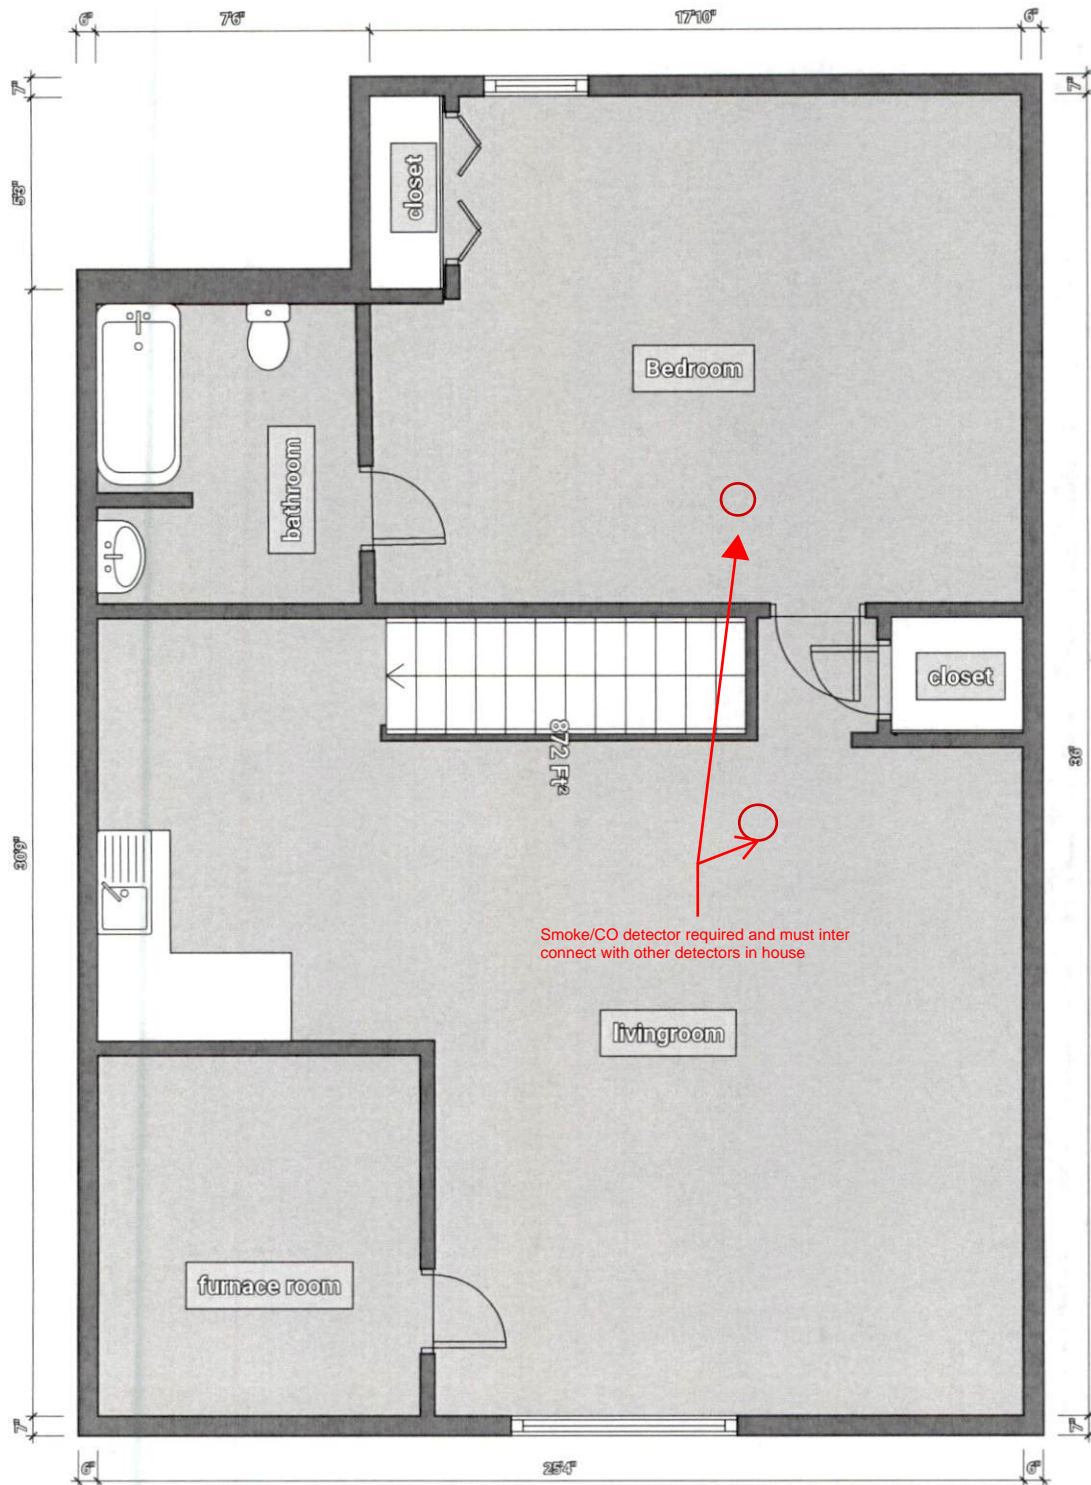 6"
7'6"
17'10"
6"
7"
7"
5'3"
closet
Bedroom
bathroom
closet
872 Ft²
36'
30'9"
Smoke/CO detector required and must inter
connect with other detectors in house
livingroom
furnace room
7"
7"
6"
25'4"
6"